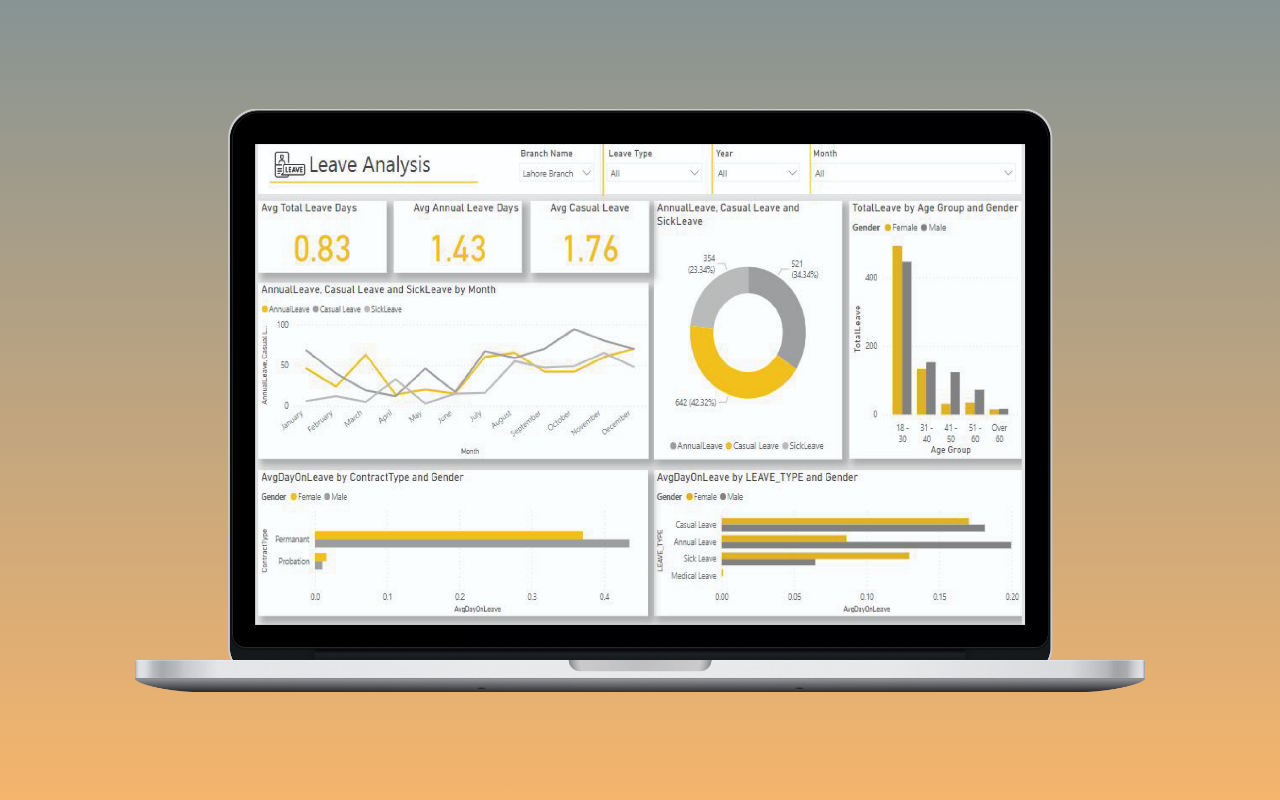 LEAVE
Leave Analysis
Branch Name
Lahore Branch
Leave Type
All
Year
All
Month
All
Avg Total Leave Days
0.83
Avg Annual Leave Days
1.43
Avg Casual Leave
1.76
AnnualLeave, Casual Leave and SickLeave by Month
AnnualLeave Casual Leave SickLeave
AnnualLeave, Casual L...
100
50
0
January
February
March
April
May
June
July
August
September
October
November
December
Month
AnnualLeave, Casual Leave and
SickLeave
354
(23.34%)
521
(34.34%)
642 (42.32%)
AnnualLeave Casual Leave SickLeave
TotalLeave by Age Group and Gender
Gender Female Male
TotalLeave
400
200
0
18 -
30
31 -
40
41 -
50
51 -
60
Over
60
Age Group
AvgDayOnLeave by ContractType and Gender
Gender Female Male
ContractType
Permanant
Probation
0.0 0.1 0.2 0.3 0.4
AvgDayOnLeave
AvgDayOnLeave by LEAVE_TYPE and Gender
Gender Female Male
LEAVE_TYPE
Casual Leave
Annual Leave
Sick Leave
Medical Leave
0.00 0.05 0.10 0.15 0.20
AvgDayOnLeave